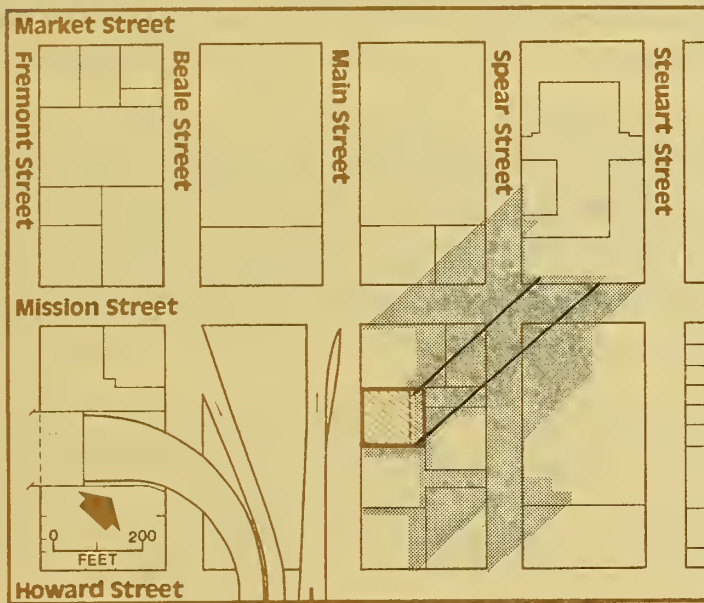 Market Street
Fremont Street
Beale Street
Main Street
Spear Street
Steuart Street
Mission Street
0 200
FEET
Howard Street